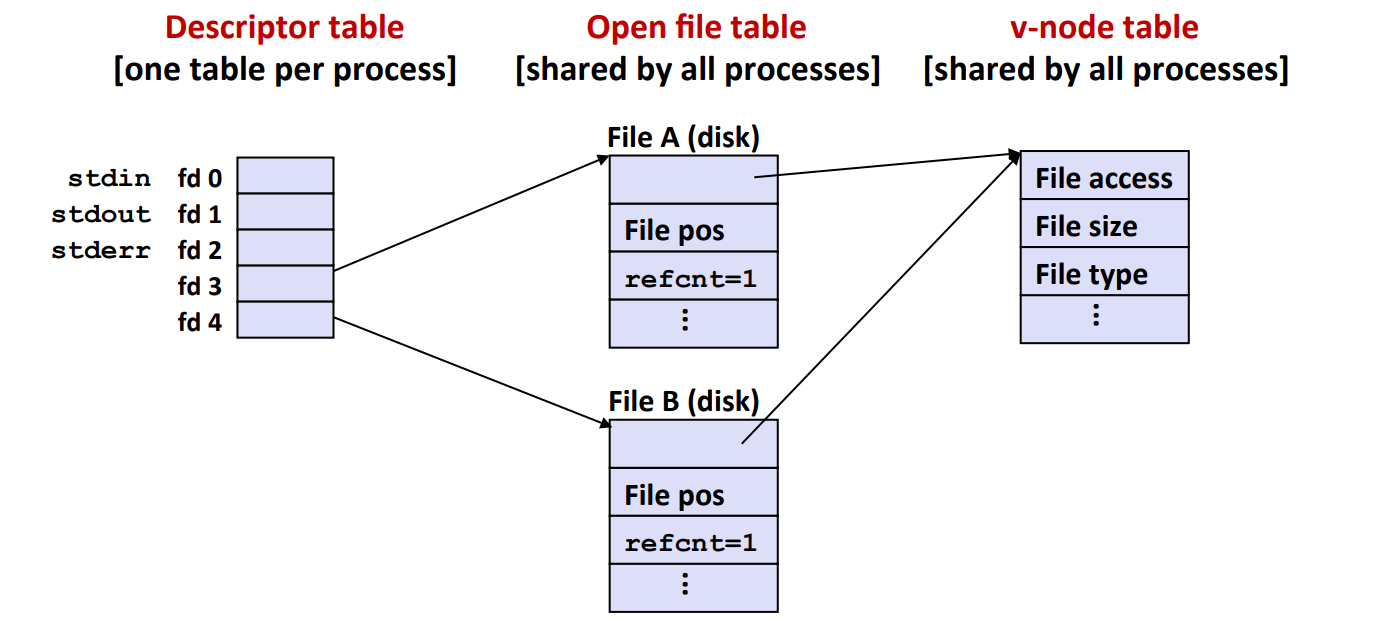 Descriptor table
[one table per process]
Open file table
[shared by all processes]
v-node table
[shared by all processes]
stdin fd 0
stdout fd 1
stderr fd 2
fd 3
fd 4
File A (disk)
File pos
refcnt=1
⋮
File B (disk)
File pos
refcnt=1
⋮
File access
File size
File type
⋮